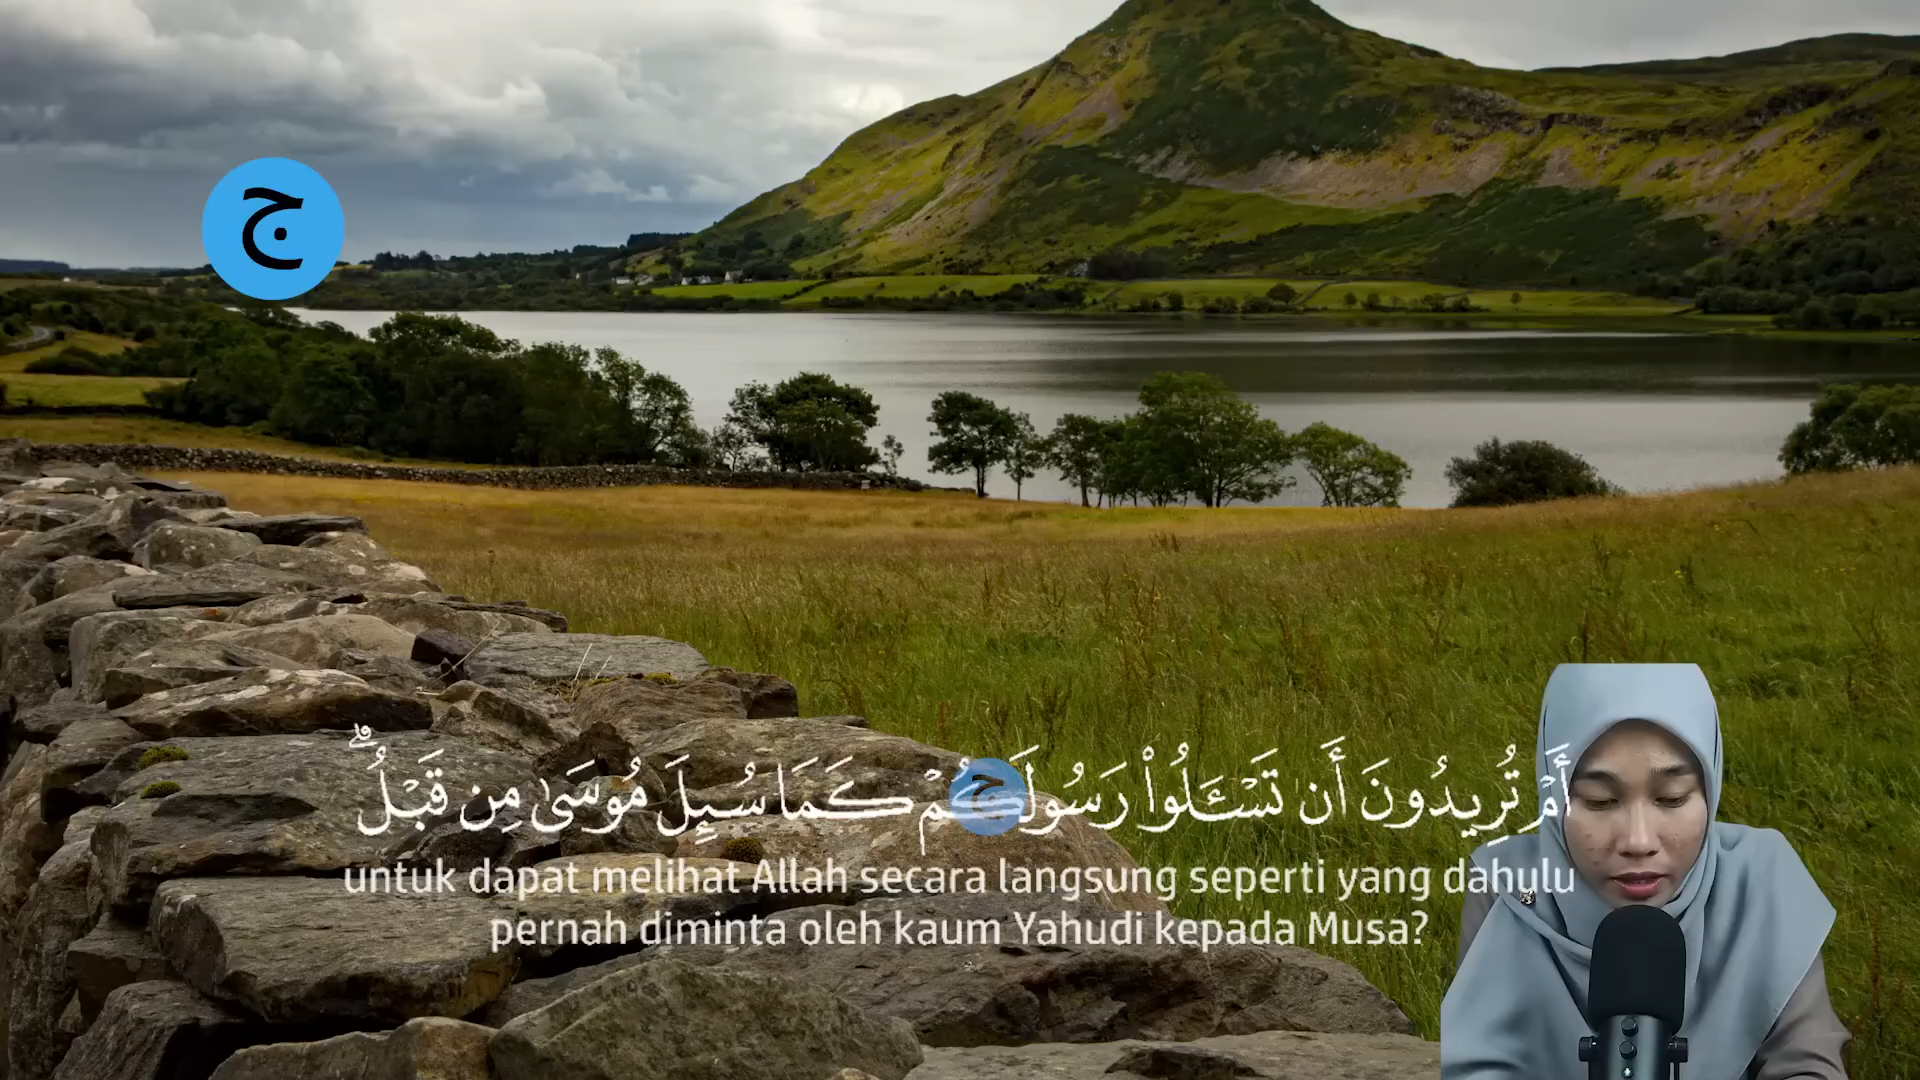 ج
أَمْ تُرِيدُونَ أَن تَسْـَٔلُوا۟ رَسُولَكُمْ كَمَا سُئِلَ مُوسَىٰ مِن قَبْلُ ۗ
ج
untuk dapat melihat Allah secara langsung seperti yang dahulu
pernah diminta oleh kaum Yahudi kepada Musa?